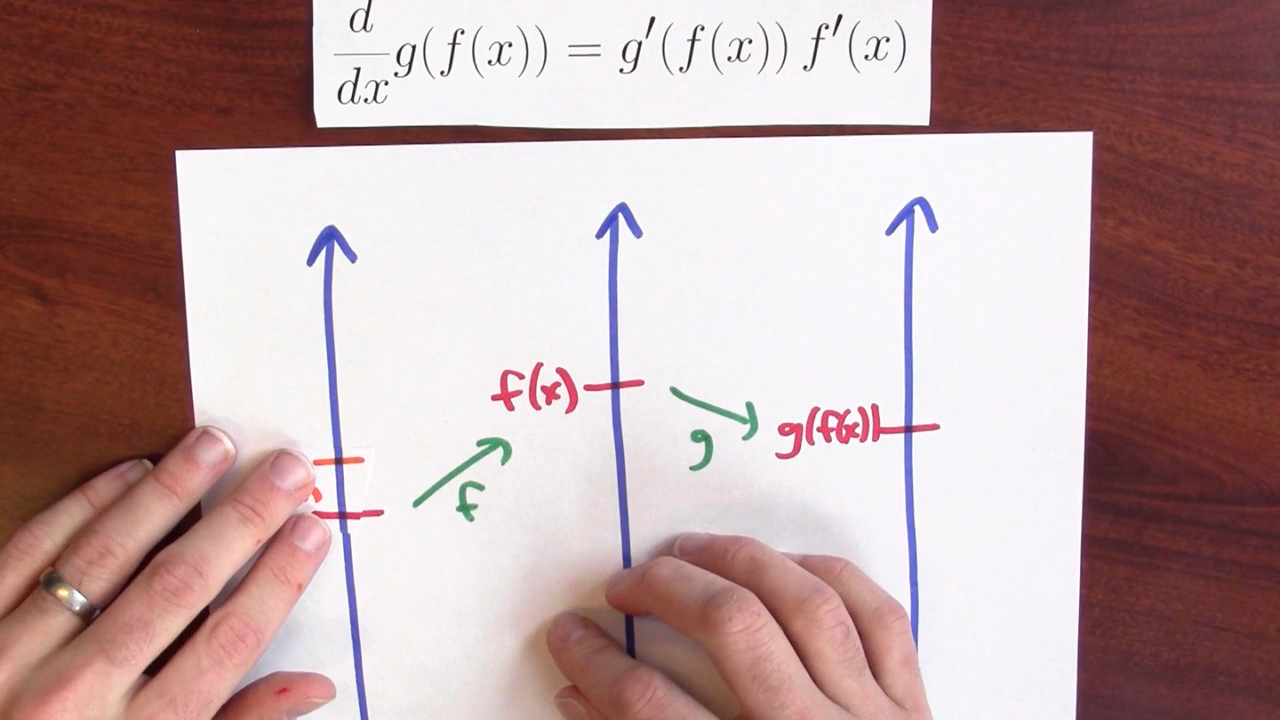 d/dx g(f(x)) = g′(f(x)) f′(x)
f(x)
g
g(f(x))
f